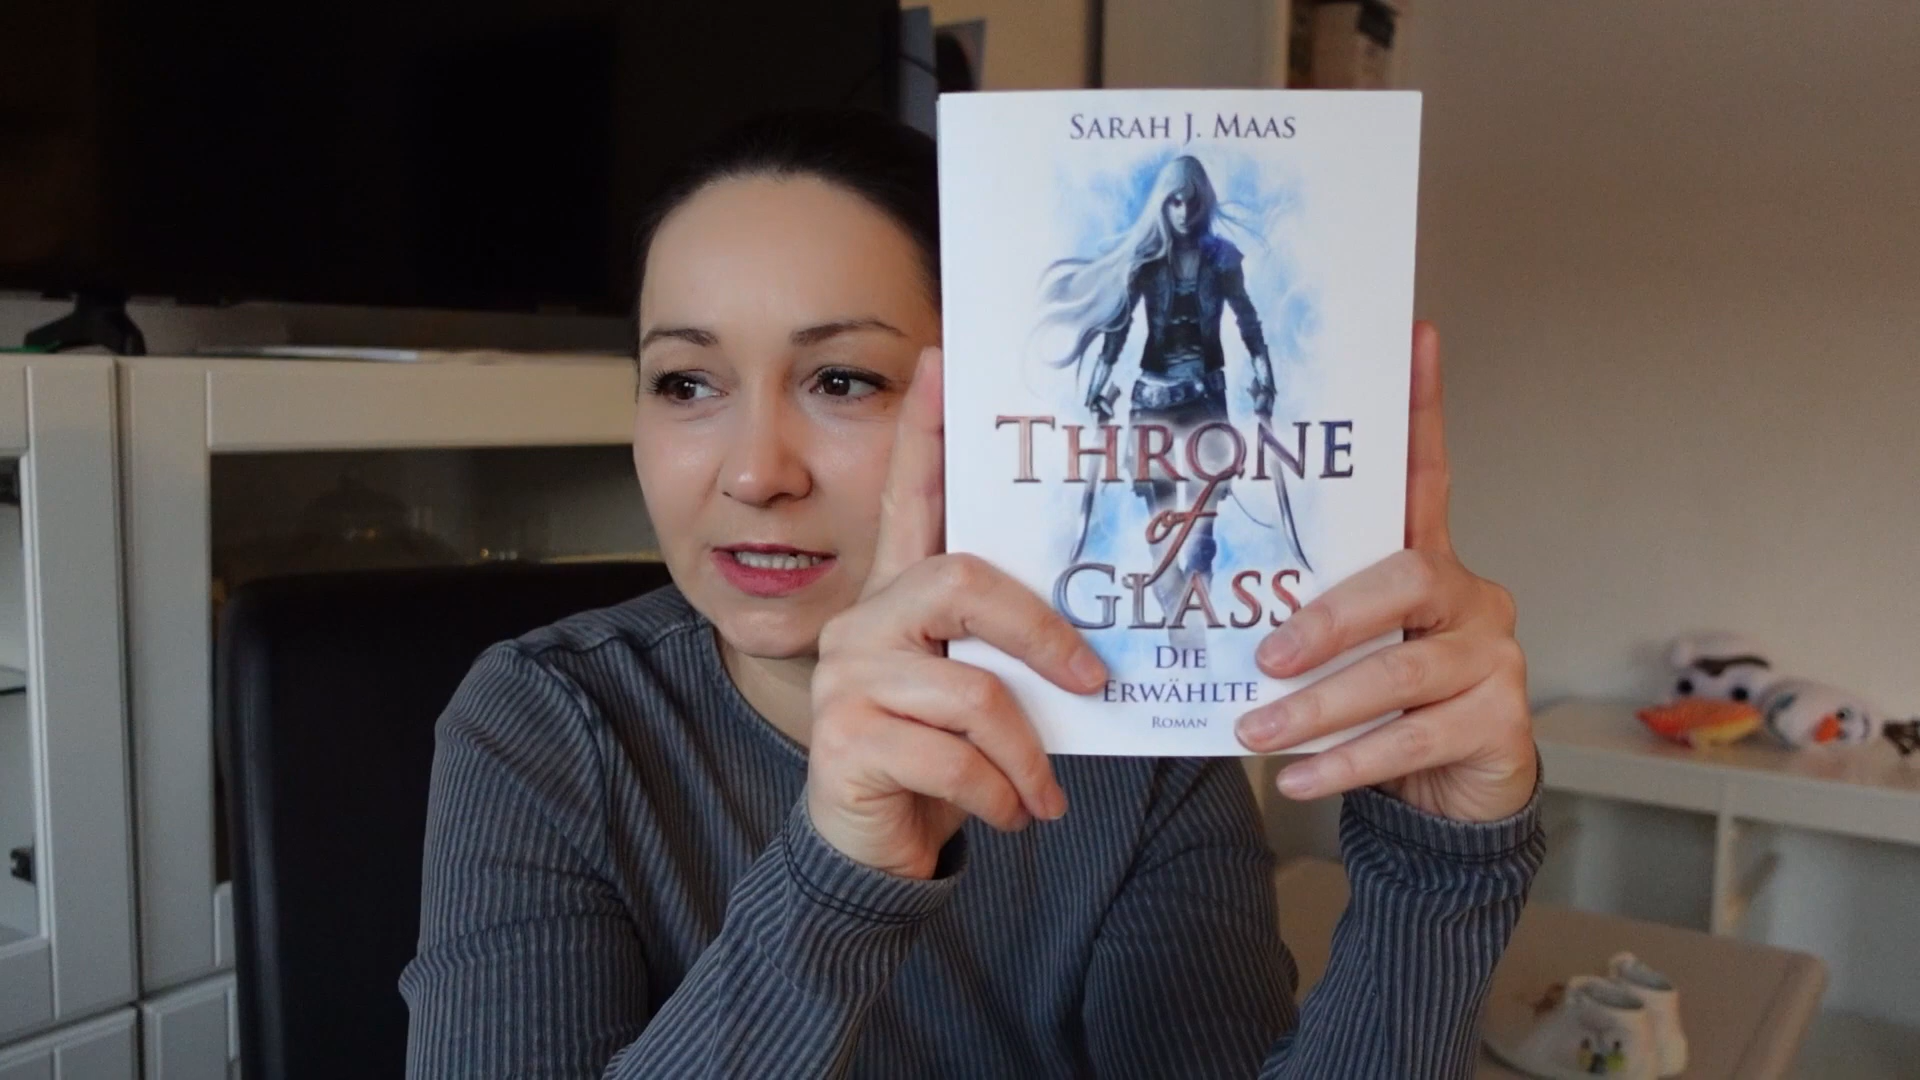 SARAH J. MAAS
THRONE
of
GLASS
DIE
ERWÄHLTE
ROMAN